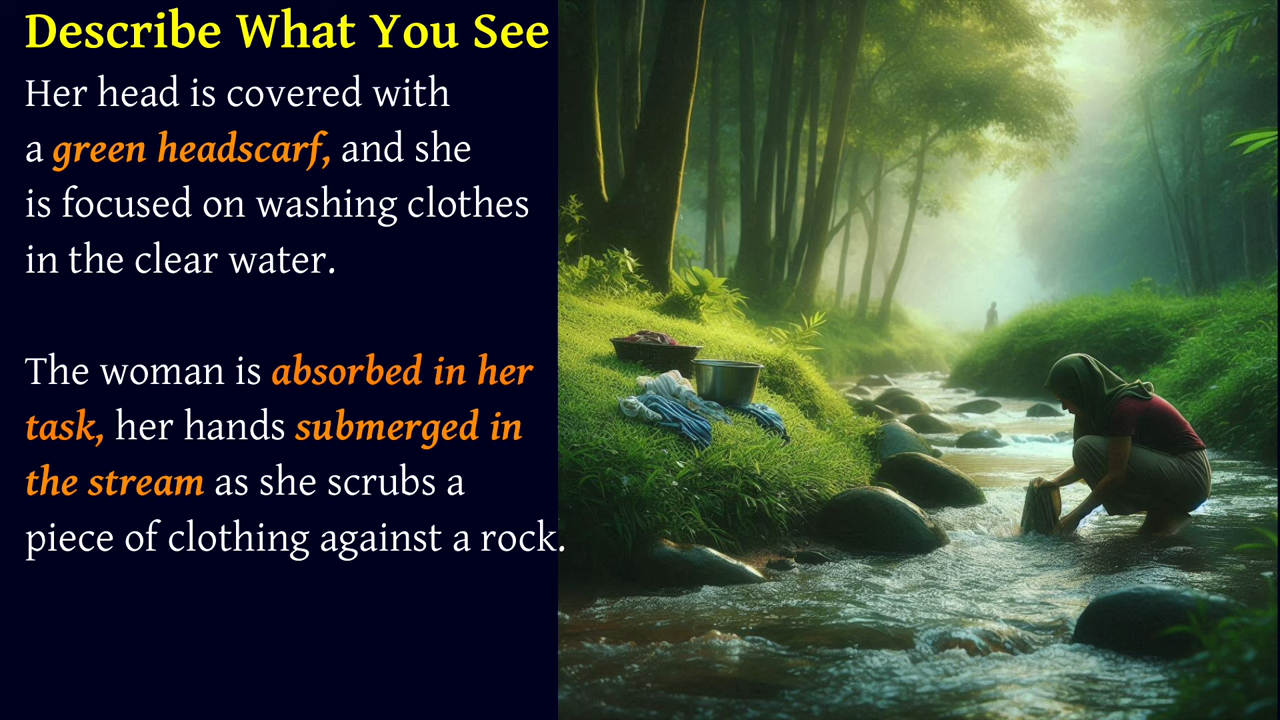 Describe What You See
Her head is covered with
a green headscarf, and she
is focused on washing clothes
in the clear water.
The woman is absorbed in her
task, her hands submerged in
the stream as she scrubs a
piece of clothing against a rock.